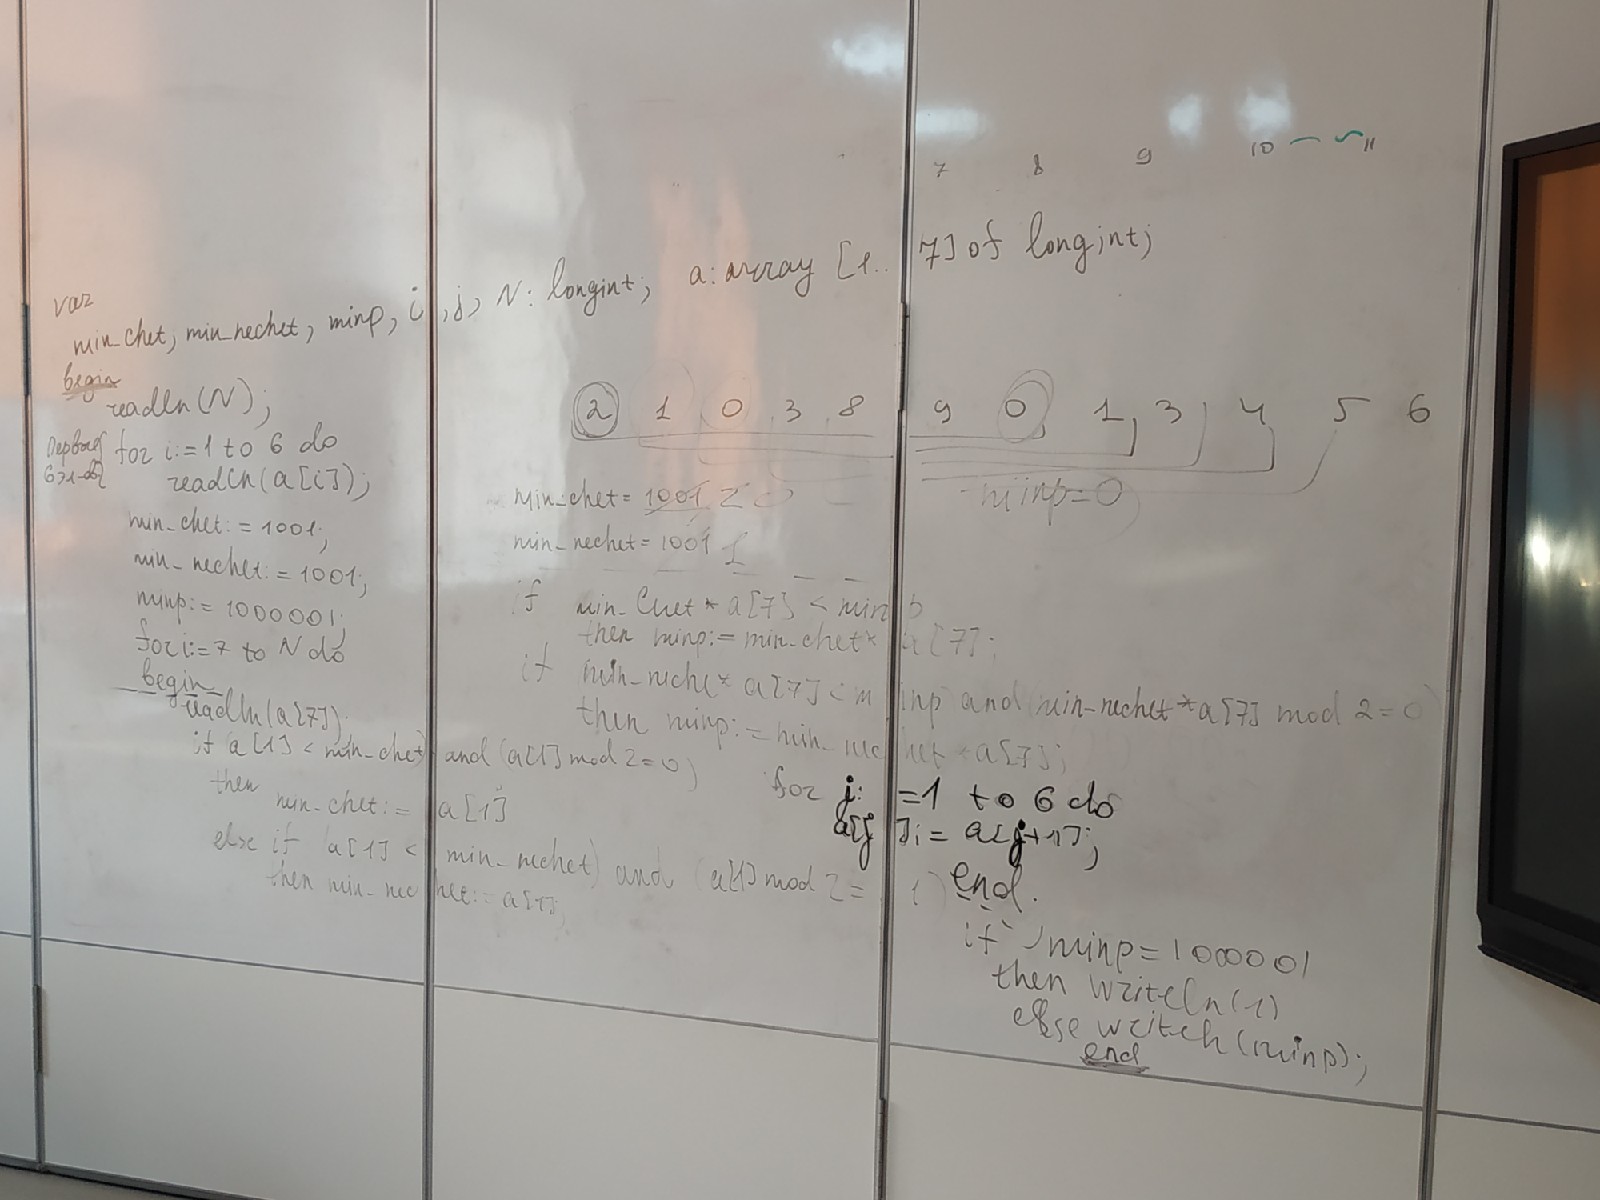 7 8 9 10 11
var
min_chet, min_nechet, minp, i, j, N: longint; a: array [1..7] of longint;
begin
readln(N);
for i:=1 to 6 do
readln(a[i]);
min_chet:=1001;
min_nechet:=1001;
minp:=1000001;
for i:=7 to N do
begin
readln(a[7]);
if (a[1] < min_chet) and (a[1] mod 2=0)
then
min_chet:= a[1]
else if (a[1] < min_nechet) and (a[1] mod 2=1)
then min_nechet:=a[1];
2 1 0 3 8 9 0 1 3 4 5 6
min_chet= 1001 2 0
minp=0
min_nechet= 1001 1
if min_chet*a[7] < minp
then minp:= min_chet*a[7];
if min_nechet*a[7] < minp and (min_nechet*a[7] mod 2=0)
then minp:= min_nechet*a[7];
for j:=1 to 6 do
a[j]:= a[j+1];
end.
if minp=1000001
then writeln(1)
else writeln(minp);
end